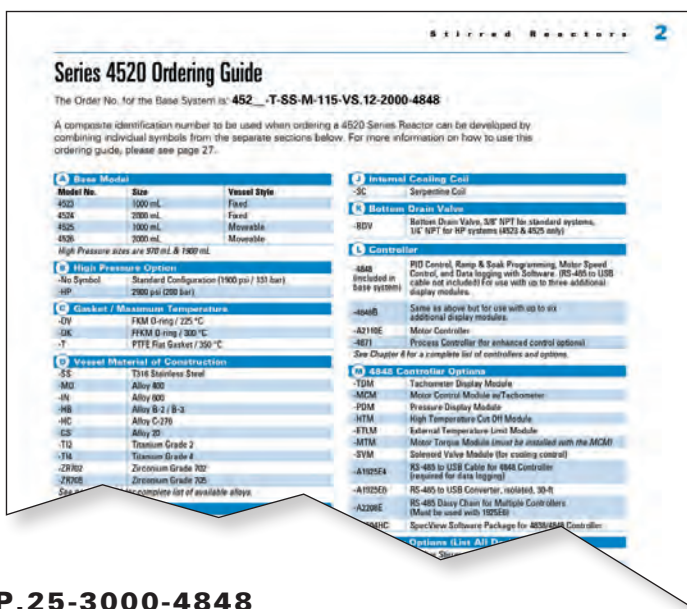 Stirred Reactors 2
Series 4520 Ordering Guide
The Order No. for the Base System is: 452__-T-SS-M-115-VS.12-2000-4848
A composite identification number to be used when ordering a 4520 Series Reactor can be developed by
combining individual symbols from the separate sections below. For more information on how to use this
ordering guide, please see page 27.
A Base Model
Model No. Size Vessel Style
4523 1000 mL Fixed
4524 2000 mL Fixed
4525 1000 mL Moveable
4526 2000 mL Moveable
High Pressure sizes are 970 mL & 1900 mL
B High Pressure Option
-No Symbol Standard Configuration (1900 psi / 131 bar)
-HP 2900 psi (200 bar)
C Gasket / Maximum Temperature
-OV FKM O-ring / 225 °C
-OK FFKM O-ring / 300 °C
-T PTFE Flat Gasket / 350 °C
D Vessel Material of Construction
-SS T316 Stainless Steel
-MO Alloy 400
-IN Alloy 600
-HB Alloy B-2 / B-3
-HC Alloy C-276
-CS Alloy 20
-TI2 Titanium Grade 2
-TI4 Titanium Grade 4
-ZR702 Zirconium Grade 702
-ZR705 Zirconium Grade 705
See complete list of available alloys.
J Internal Cooling Coil
-SC Serpentine Coil
K Bottom Drain Valve
-BDV Bottom Drain Valve, 3/8" NPT for standard systems,
1/4" NPT for HP systems (4523 & 4525 only)
L Controller
-4848 PID Control, Ramp & Soak Programming, Motor Speed
(included in Control, and Data logging with Software. (RS-485 to USB
base system) cable not included) For use with up to three additional
display modules.
-4848B Same as above but for use with up to six
additional display modules.
-A2110E Motor Controller
-4871 Process Controller (for enhanced control options)
See Chapter 6 for a complete list of controllers and options.
M 4848 Controller Options
-TDM Tachometer Display Module
-MCM Motor Control Module w/Tachometer
-PDM Pressure Display Module
-HTM High Temperature Cut Off Module
-ETLM External Temperature Limit Module
-MTM Motor Torque Module (must be installed with the MCM)
-SVM Solenoid Valve Module (for cooling control)
-A1925E4 RS-485 to USB Cable for 4848 Controller
(required for data logging)
-A1925E6 RS-485 to USB Converter, isolated, 30-ft
-A2208E RS-485 Daisy Chain for Multiple Controllers
(Must be used with 1925E6)
SpecView Software Package for 4838/4848 Controller
Options (List All
P.25-3000-4848